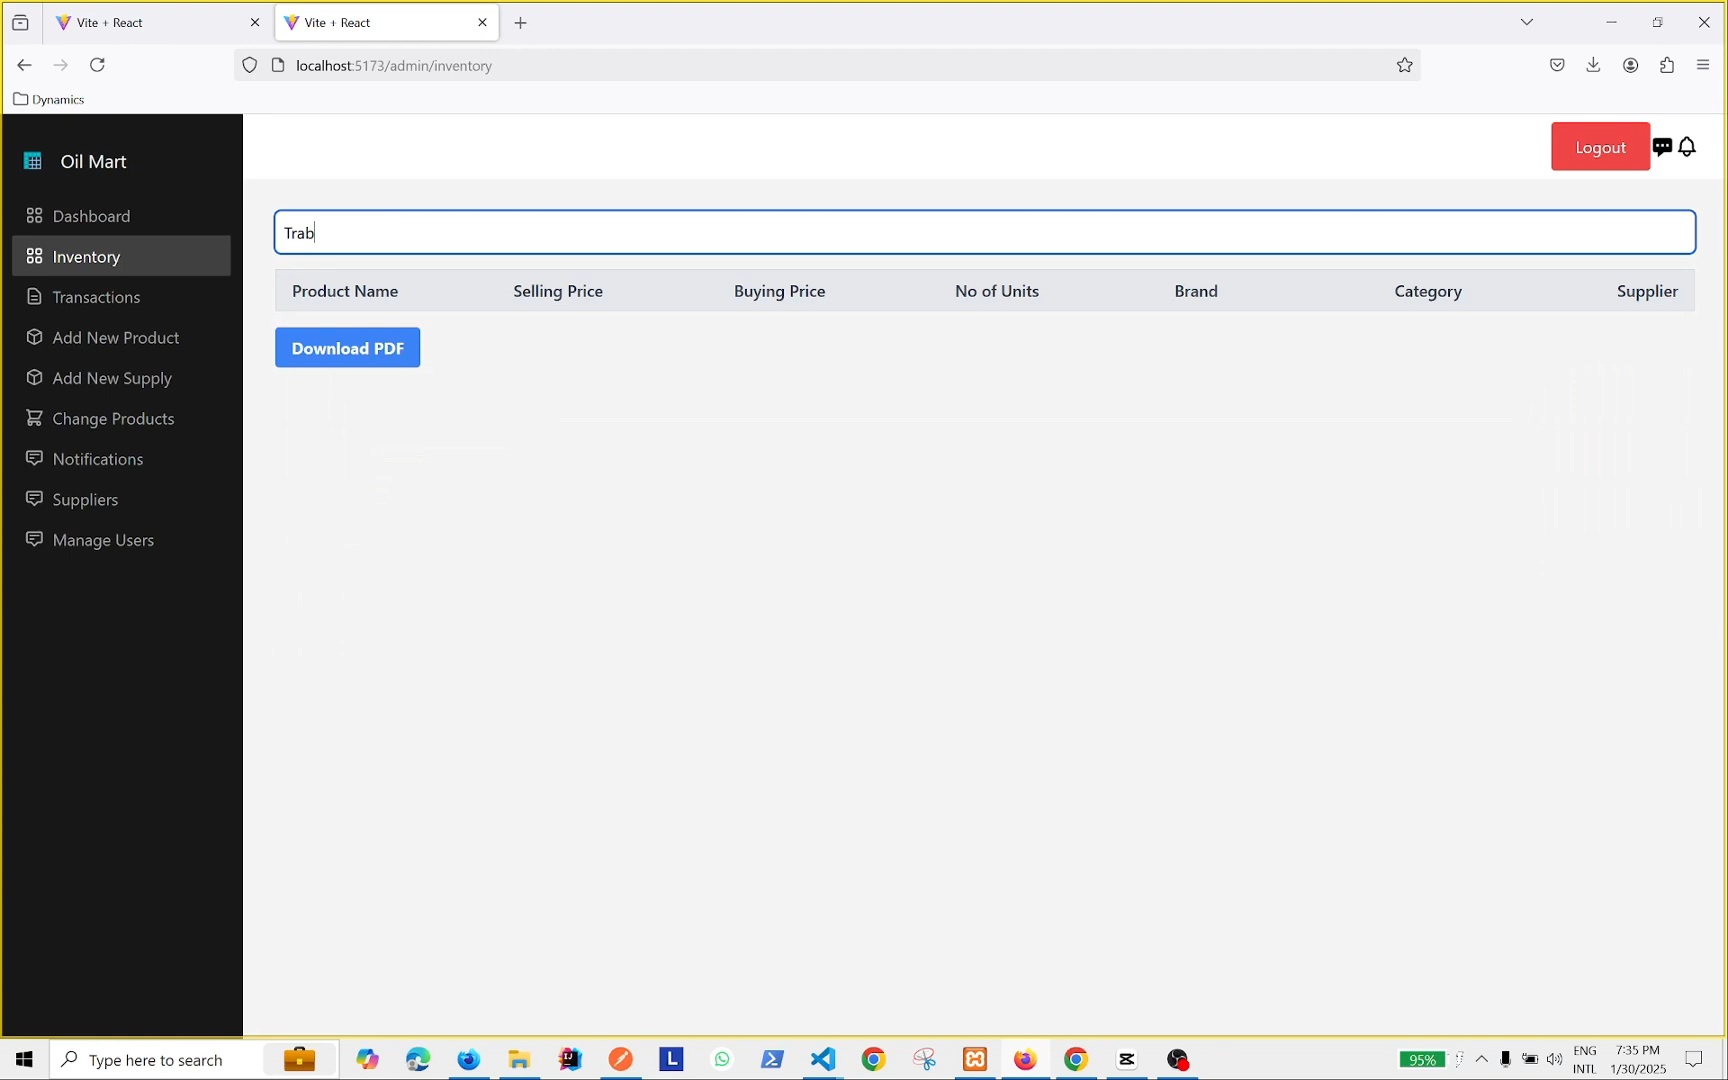 Vite + React
Vite + React
localhost:5173/admin/inventory
Dynamics
Oil Mart
Logout
Dashboard
Inventory
Transactions
Add New Product
Add New Supply
Change Products
Notifications
Suppliers
Manage Users
Trab
Product Name Selling Price Buying Price No of Units Brand Category Supplier
Download PDF
Type here to search
L
95%
ENG
INTL
7:35 PM
1/30/2025